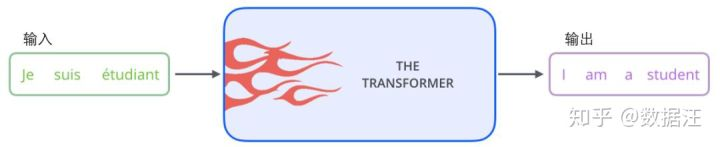 输入
Je suis étudiant
THE
TRANSFORMER
输出
I am a student
知乎 @数据汪